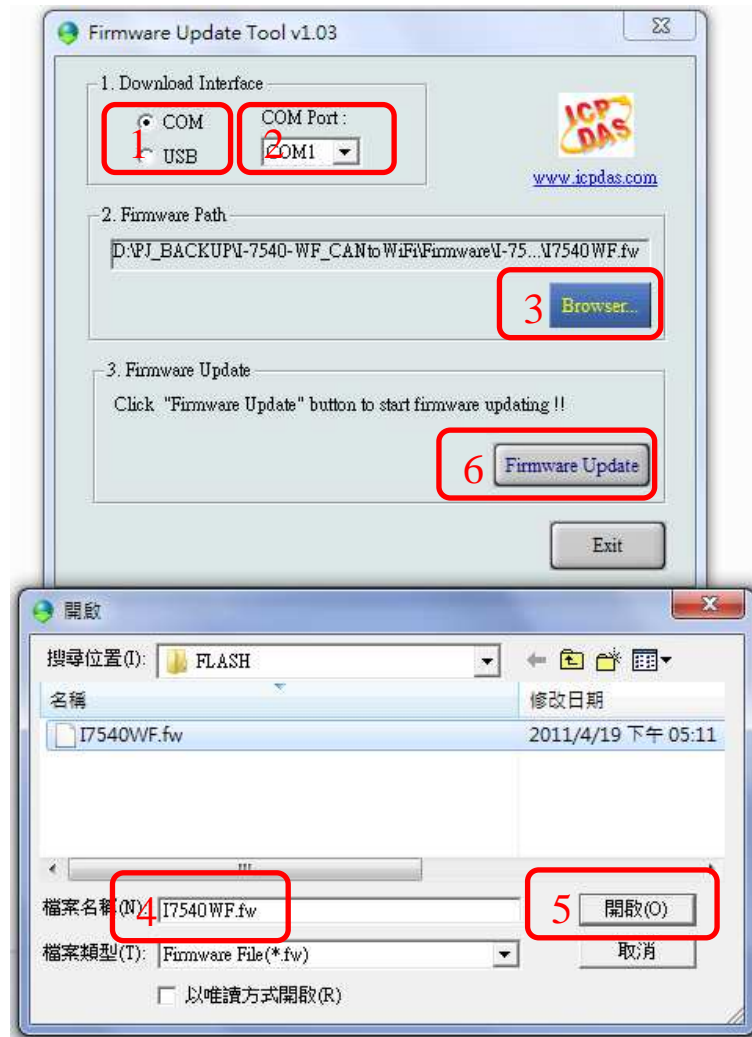 Firmware Update Tool v1.03
1. Download Interface
COM
USB
1
COM Port :
COM1
2
ICP
DAS
www.icpdas.com
2. Firmware Path
D:\PJ_BACKUP\I-7540-WF_CANtoWiFi\Firmware\I-75...\I7540WF.fw
3
Browser...
3. Firmware Update
Click "Firmware Update" button to start firmware updating !!
6
Firmware Update
Exit
開啟
搜尋位置(I): FLASH
名稱 修改日期
I7540WF.fw 2011/4/19 下午 05:11
檔案名稱(N): 4 I7540WF.fw 5 開啟(O)
檔案類型(T): Firmware File(*.fw) 取消
以唯讀方式開啟(R)